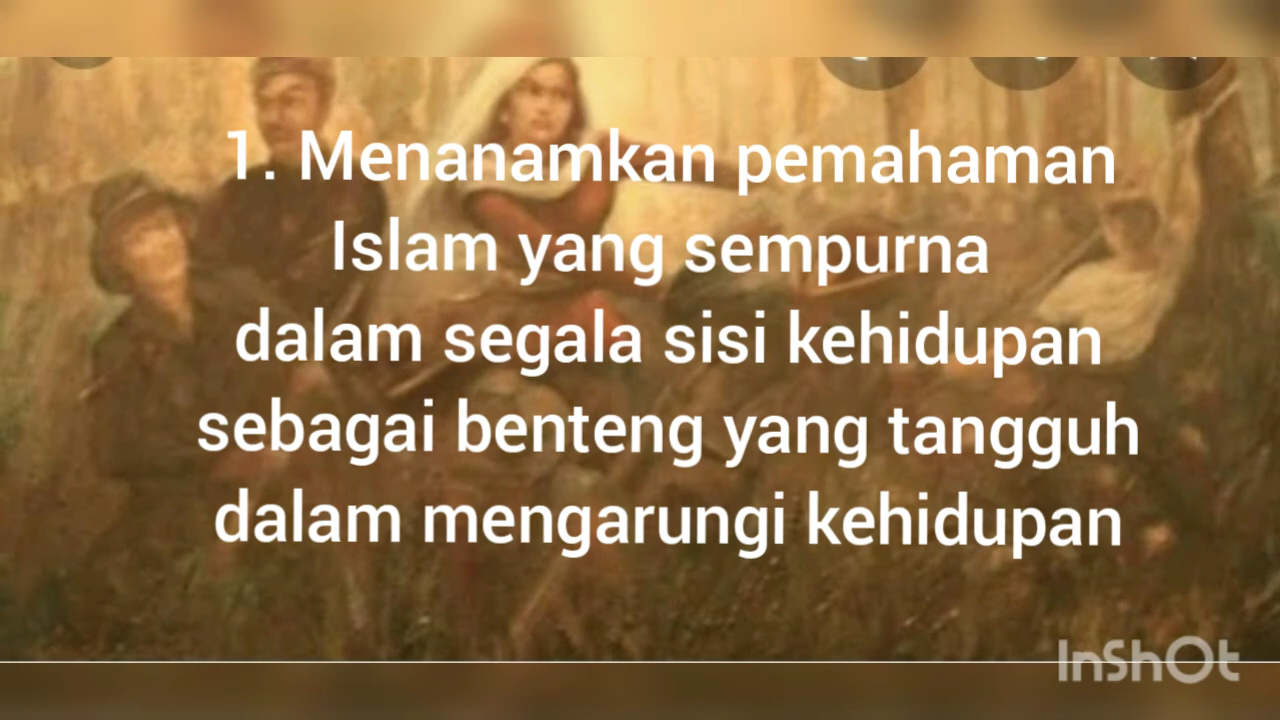 1. Menanamkan pemahaman
Islam yang sempurna
dalam segala sisi kehidupan
sebagai benteng yang tangguh
dalam mengarungi kehidupan
InShOt